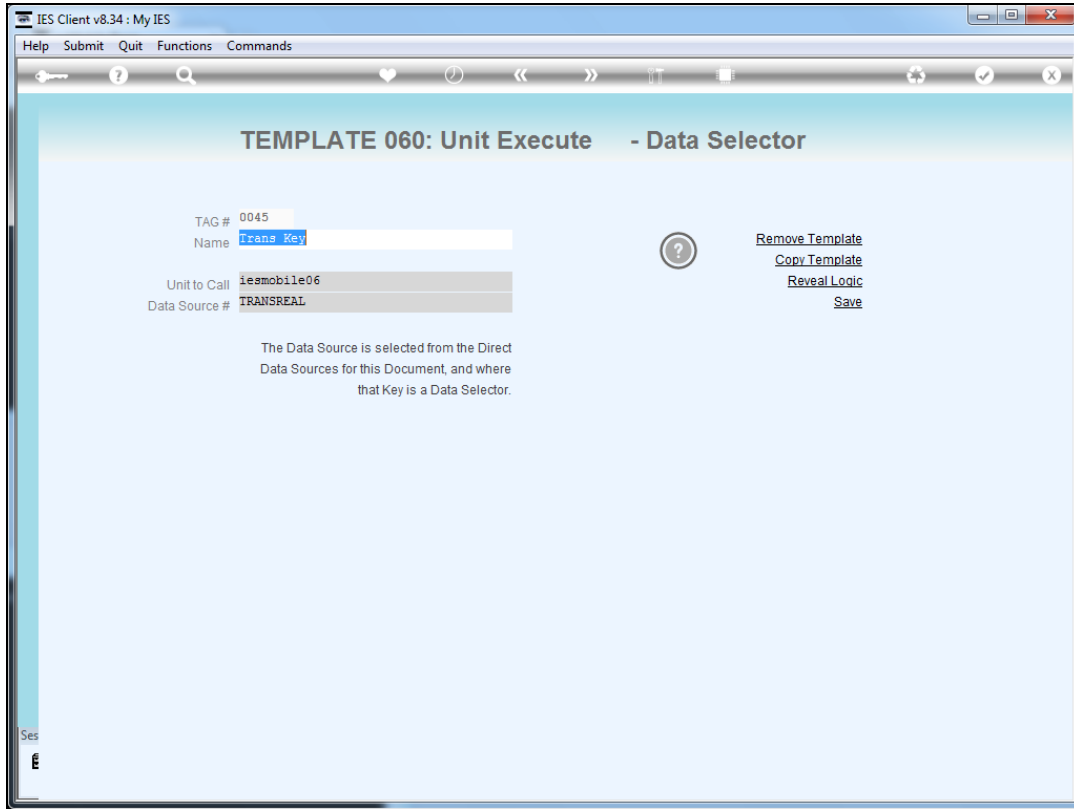 IES Client v8.34 : My IES
Help Submit Quit Functions Commands
TEMPLATE 060: Unit Execute - Data Selector
TAG # 0045
Name Trans Key
Remove Template
Copy Template
Unit to Call iesmobile06
Reveal Logic
Data Source # TRANSREAL
Save
The Data Source is selected from the Direct
Data Sources for this Document, and where
that Key is a Data Selector.
Ses